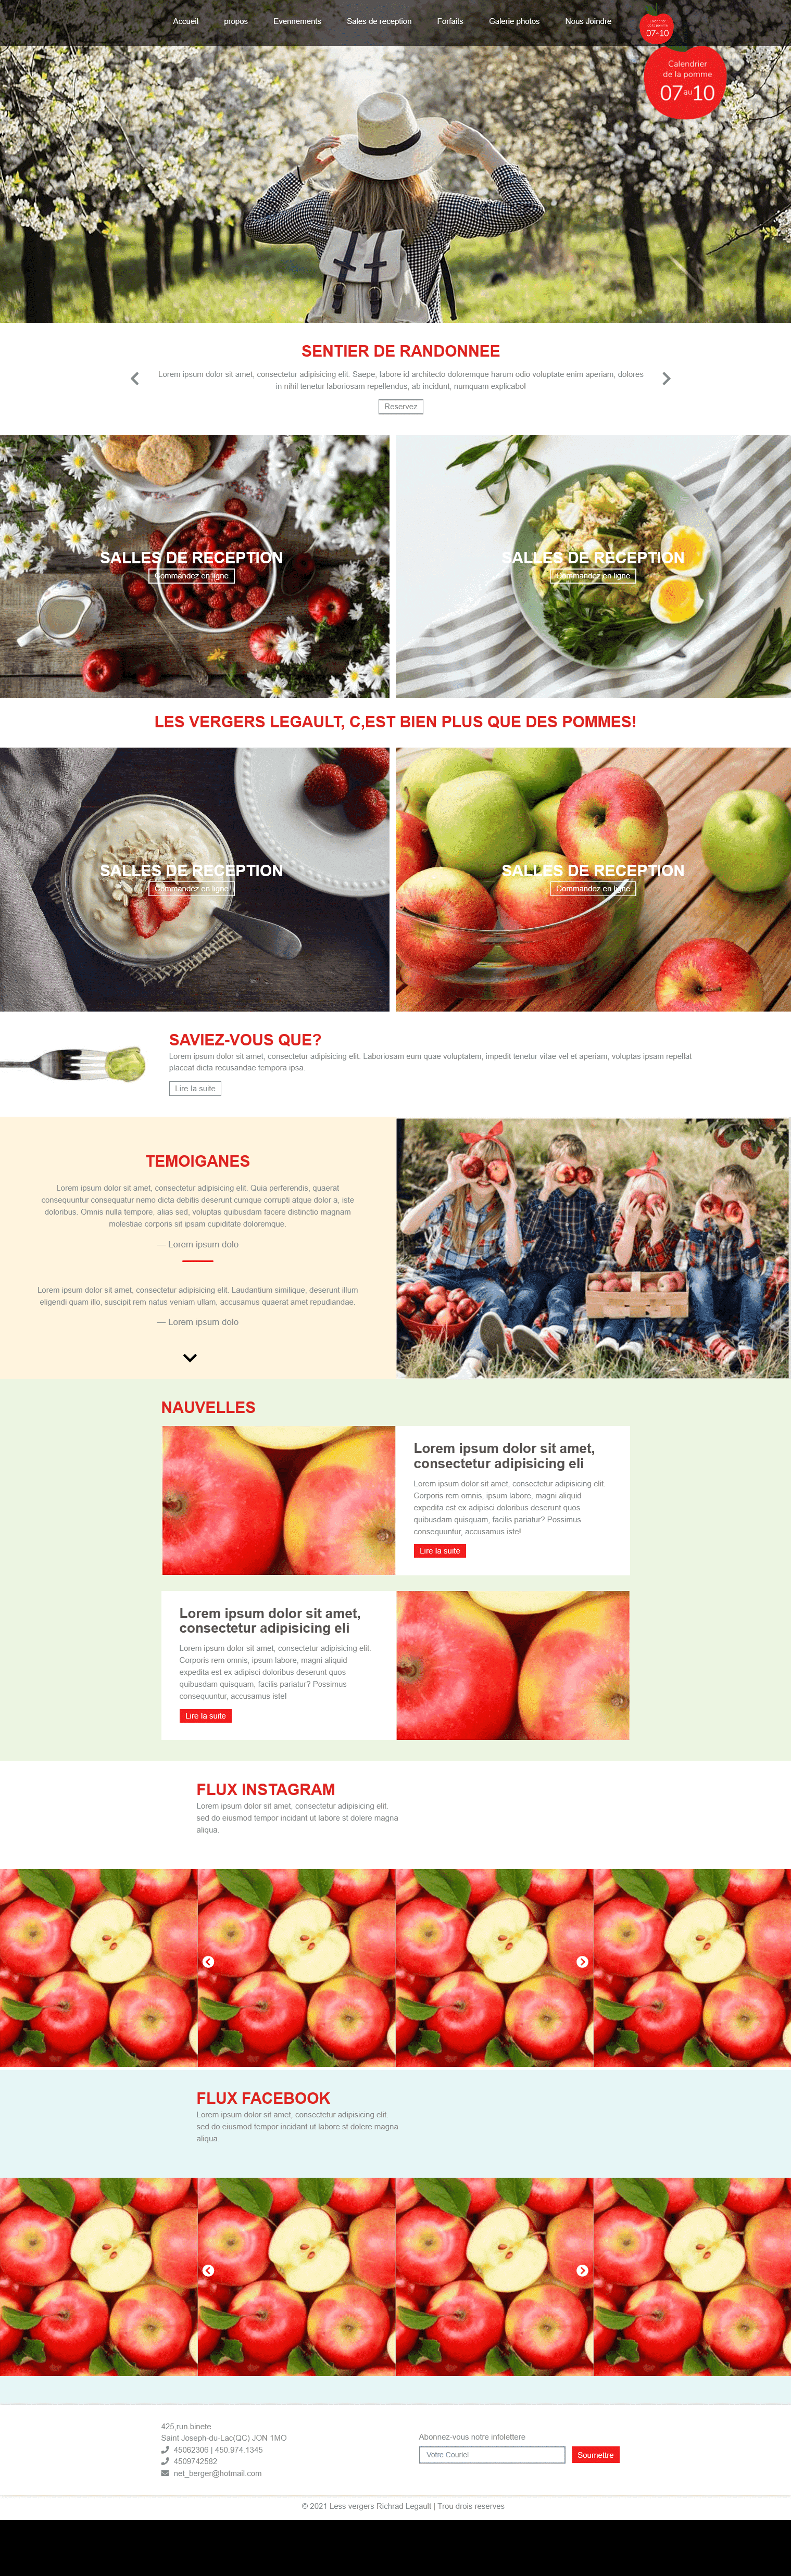 Accueil propos Evennements Sales de reception Forfaits Galerie photos Nous Joindre
Calendrier
de la pomme
07-10
Calendrier
de la pomme
07 au 10
SENTIER DE RANDONNEE
Lorem ipsum dolor sit amet, consectetur adipisicing elit. Saepe, labore id architecto doloremque harum odio voluptate enim aperiam, dolores
in nihil tenetur laboriosam repellendus, ab incidunt, numquam explicabo!
Reservez
SALLES DE RECEPTION
Commandez en ligne
SALLES DE RECEPTION
Commandez en ligne
LES VERGERS LEGAULT, C,EST BIEN PLUS QUE DES POMMES!
SALLES DE RECEPTION
Commandez en ligne
SALLES DE RECEPTION
Commandez en ligne
SAVIEZ-VOUS QUE?
Lorem ipsum dolor sit amet, consectetur adipisicing elit. Laboriosam eum quae voluptatem, impedit tenetur vitae vel et aperiam, voluptas ipsam repellat
placeat dicta recusandae tempora ipsa.
Lire la suite
TEMOIGANES
Lorem ipsum dolor sit amet, consectetur adipisicing elit. Quia perferendis, quaerat
consequuntur consequatur nemo dicta debitis deserunt cumque corrupti atque dolor a, iste
doloribus. Omnis nulla tempore, alias sed, voluptas quibusdam facere distinctio magnam
molestiae corporis sit ipsam cupiditate doloremque.
— Lorem ipsum dolo
Lorem ipsum dolor sit amet, consectetur adipisicing elit. Laudantium similique, deserunt illum
eligendi quam illo, suscipit rem natus veniam ullam, accusamus quaerat amet repudiandae.
— Lorem ipsum dolo
NAUVELLES
Lorem ipsum dolor sit amet,
consectetur adipisicing eli
Lorem ipsum dolor sit amet, consectetur adipisicing elit.
Corporis rem omnis, ipsum labore, magni aliquid
expedita est ex adipisci doloribus deserunt quos
quibusdam quisquam, facilis pariatur? Possimus
consequuntur, accusamus iste!
Lire la suite
Lorem ipsum dolor sit amet,
consectetur adipisicing eli
Lorem ipsum dolor sit amet, consectetur adipisicing elit.
Corporis rem omnis, ipsum labore, magni aliquid
expedita est ex adipisci doloribus deserunt quos
quibusdam quisquam, facilis pariatur? Possimus
consequuntur, accusamus iste!
Lire la suite
FLUX INSTAGRAM
Lorem ipsum dolor sit amet, consectetur adipisicing elit.
sed do eiusmod tempor incidant ut labore st dolere magna
aliqua.
FLUX FACEBOOK
Lorem ipsum dolor sit amet, consectetur adipisicing elit.
sed do eiusmod tempor incidant ut labore st dolere magna
aliqua.
425,run binete
Saint Joseph-du-Lac(QC) JON 1MO
45062306 | 450.974.1345
4509742582
net_berger@hotmail.com
Abonnez-vous notre infolettere
Votre Couriel
Soumettre
© 2021 Less vergers Richrad Legault | Trou drois reserves